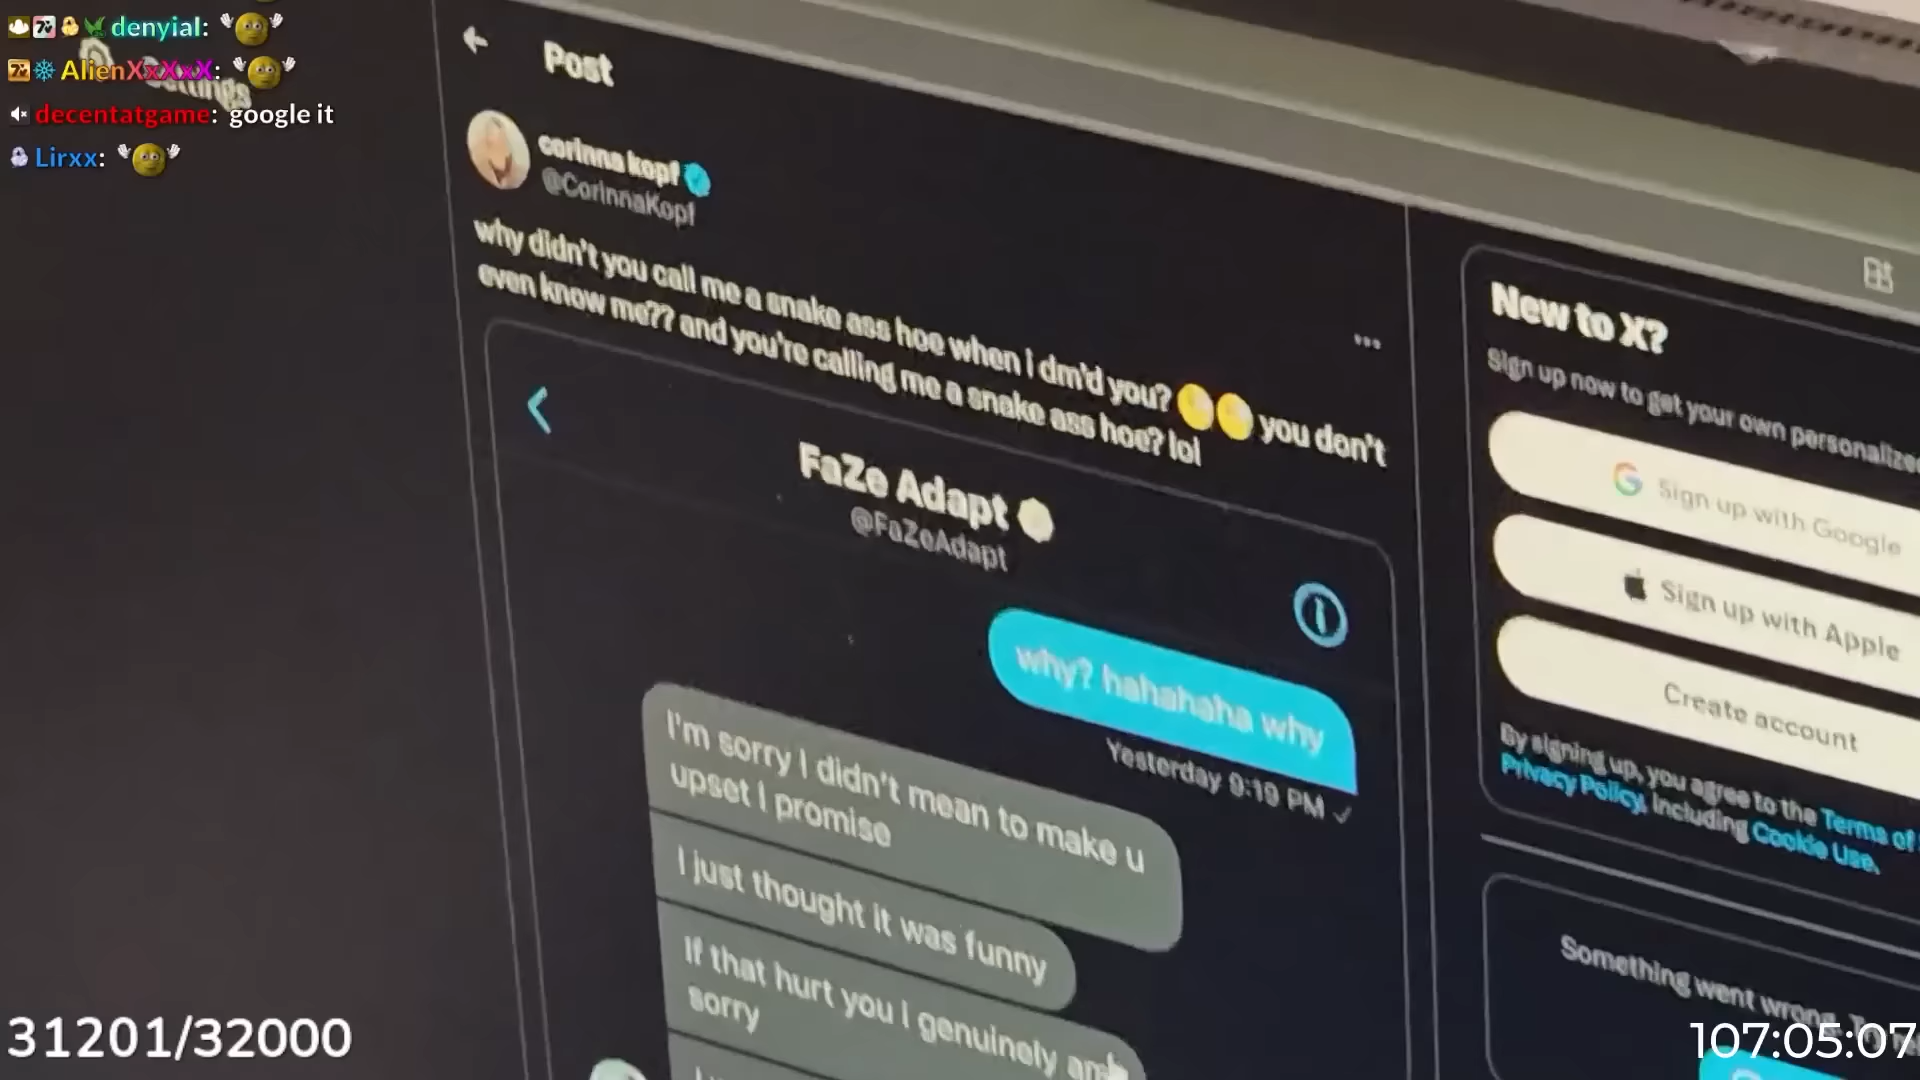 denyial:
AlienXxXxX:
decentatgame: google it
Lirxx:
Settings
Post
corinna kopf
@CorinnaKopf
why didn't you call me a snake ass hoe when i dm'd you? you don't
even know me?? and you're calling me a snake ass hoe? lol
FaZe Adapt
@FaZeAdapt
why? hahahaha why
Yesterday 9:19 PM
I'm sorry I didn't mean to make u
upset I promise
I just thought it was funny
If that hurt you I genuinely am
sorry
New to X?
Sign up now to get your own personalized
Sign up with Google
Sign up with Apple
Create account
By signing up, you agree to the Terms of
Privacy Policy, including Cookie Use.
Something went wrong.
31201/32000
107:05:07